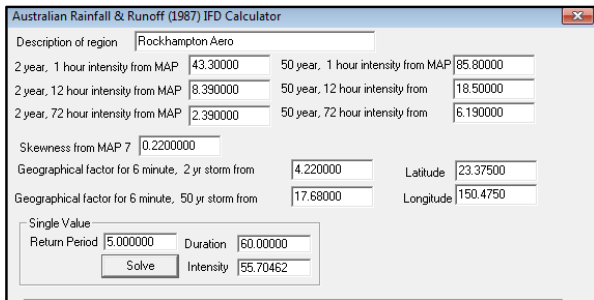 Australian Rainfall & Runoff (1987) IFD Calculator
Description of region Rockhampton Aero
2 year, 1 hour intensity from MAP 43.30000 50 year, 1 hour intensity from MAP 85.80000
2 year, 12 hour intensity from MAP 8.390000 50 year, 12 hour intensity from 18.50000
2 year, 72 hour intensity from MAP 2.390000 50 year, 72 hour intensity from 6.190000
Skewness from MAP 7 0.2200000
Geographical factor for 6 minute, 2 yr storm from 4.220000 Latitude 23.37500
Geographical factor for 6 minute, 50 yr storm from 17.68000 Longitude 150.4750
Single Value
Return Period 5.000000 Duration 60.00000
Solve Intensity 55.70462